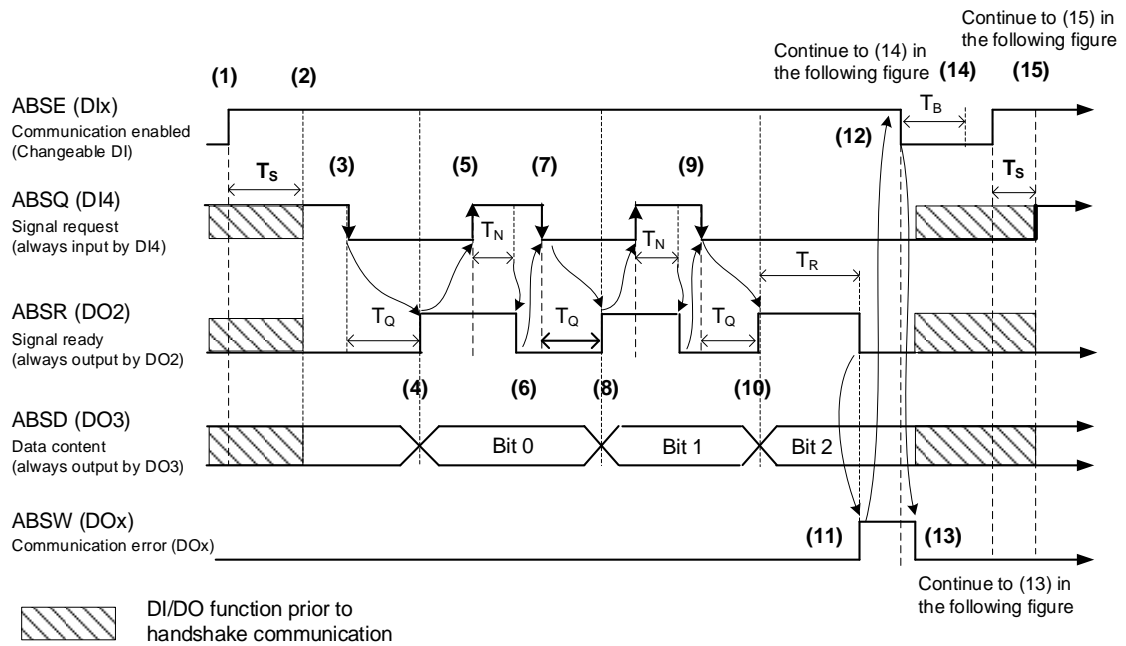 Continue to (15) in
the following figure
Continue to (14) in
the following figure
(1)
(2)
(14)
(15)
ABSE (DIx)
Communication enabled
(Changeable DI)
TB
(12)
TS
(3)
(5)
(7)
(9)
TS
ABSQ (DI4)
Signal request
(always input by DI4)
TN
TN
TR
ABSR (DO2)
Signal ready
(always output by DO2)
TQ
TQ
TQ
(4)
(6)
(8)
(10)
ABSD (DO3)
Data content
(always output by DO3)
Bit 0
Bit 1
Bit 2
ABSW (DOx)
Communication error (DOx)
(11)
(13)
Continue to (13) in
the following figure
DI/DO function prior to
handshake communication